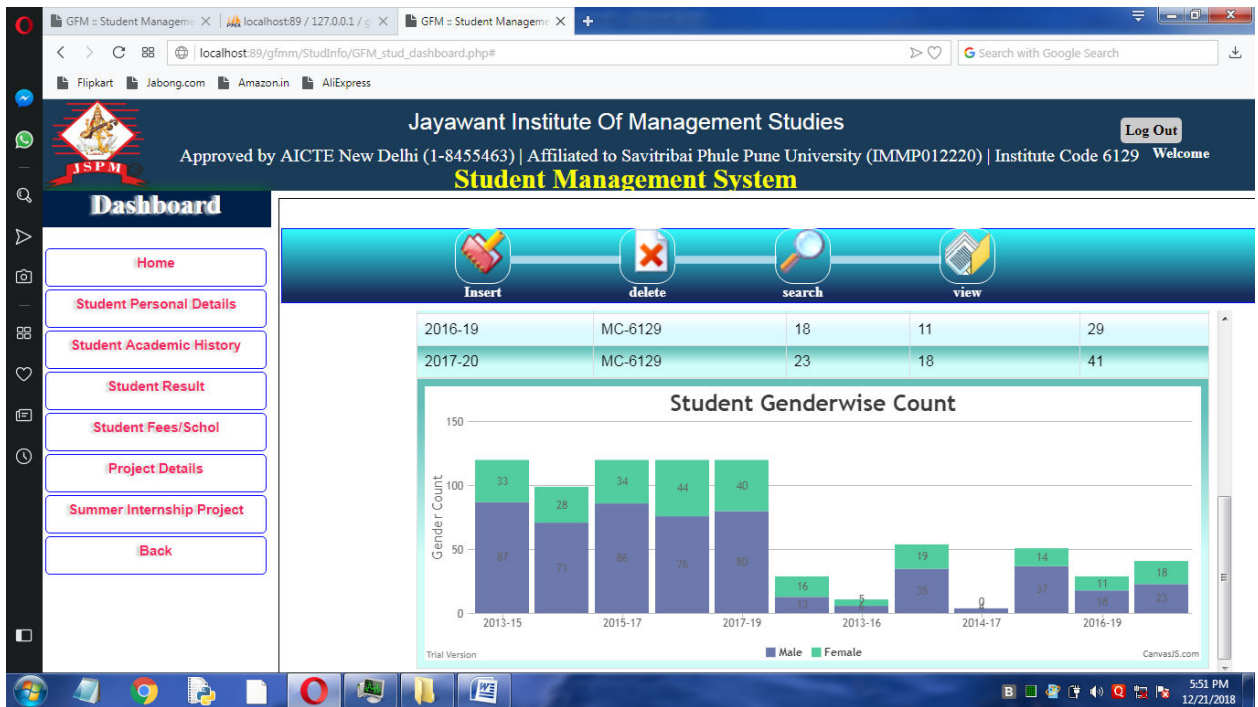 GFM :: Student Manageme
localhost:89 / 127.0.0.1 / g
GFM :: Student Manageme
localhost:89/gfmm/StudInfo/GFM_stud_dashboard.php#
G Search with Google Search
Flipkart Jabong.com Amazon.in AliExpress
JSPM
Jayawant Institute Of Management Studies
Log Out
Approved by AICTE New Delhi (1-8455463) | Affiliated to Savitribai Phule Pune University (IMMP012220) | Institute Code 6129 Welcome
Student Management System
Dashboard
Home
Student Personal Details
Student Academic History
Student Result
Student Fees/Schol
Project Details
Summer Internship Project
Back
Insert delete search view
2016-19 MC-6129 18 11 29
2017-20 MC-6129 23 18 41
Student Genderwise Count
Gender Count
150
100
50
0
33 28 34 44 40 16 5 19 0 14 11 18
87 71 86 76 80 13 35 37 18 23
2013-15 2015-17 2017-19 2013-16 2014-17 2016-19
Male Female
Trial Version
CanvasJS.com
5:51 PM
12/21/2018